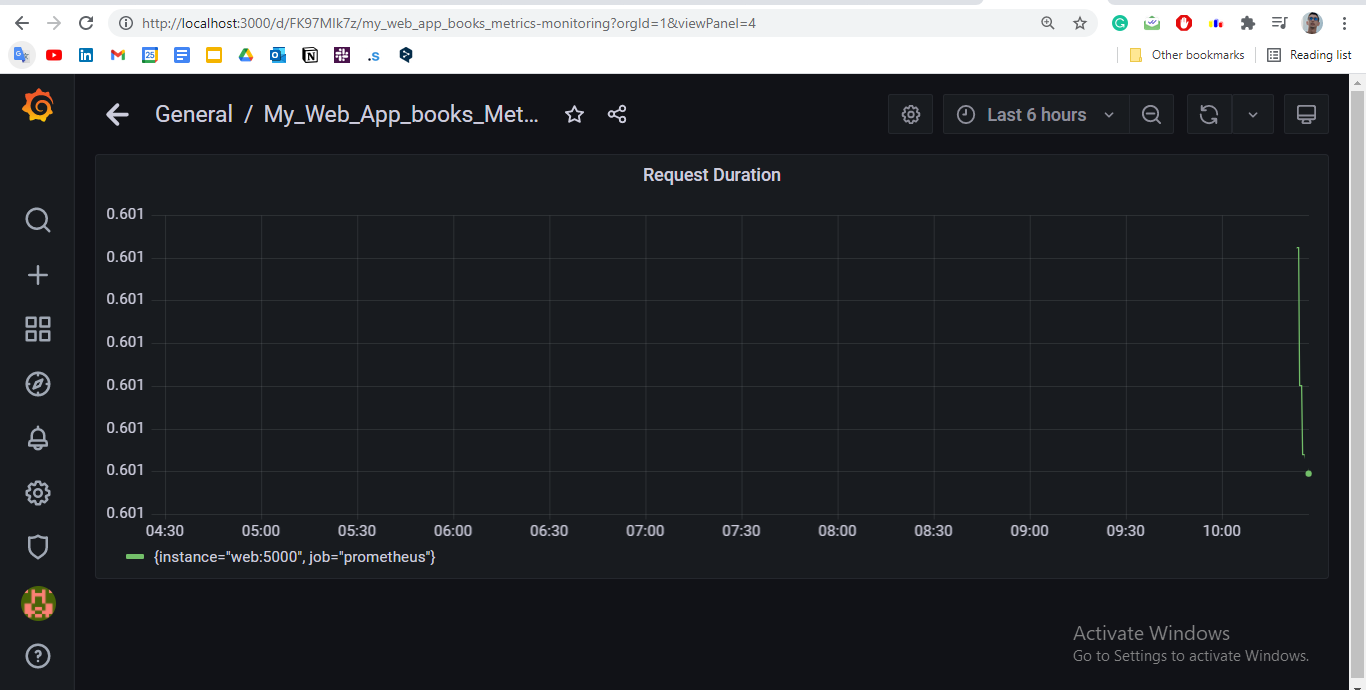 http://localhost:3000/d/FK97MIk7z/my_web_app_books_metrics-monitoring?orgId=1&viewPanel=4
25
.s
Other bookmarks
Reading list
General / My_Web_App_books_Met...
Last 6 hours
Request Duration
0.601
0.601
0.601
0.601
0.601
0.601
0.601
0.601
04:30 05:00 05:30 06:00 06:30 07:00 07:30 08:00 08:30 09:00 09:30 10:00
{instance="web:5000", job="prometheus"}
Activate Windows
Go to Settings to activate Windows.